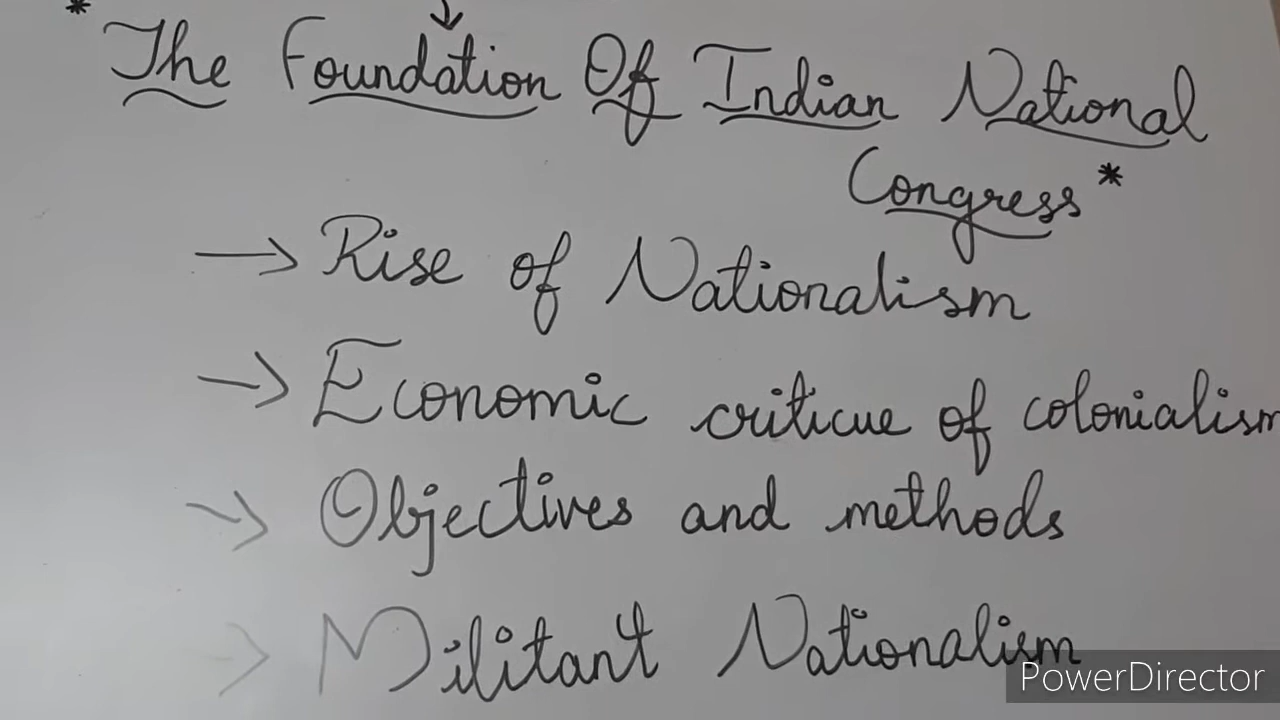 * The Foundation Of Indian National
Congress *
→ Rise of Nationalism
→ Economic criticue of colonialism
→ Objectives and methods
→ Militant Nationalism
PowerDirector